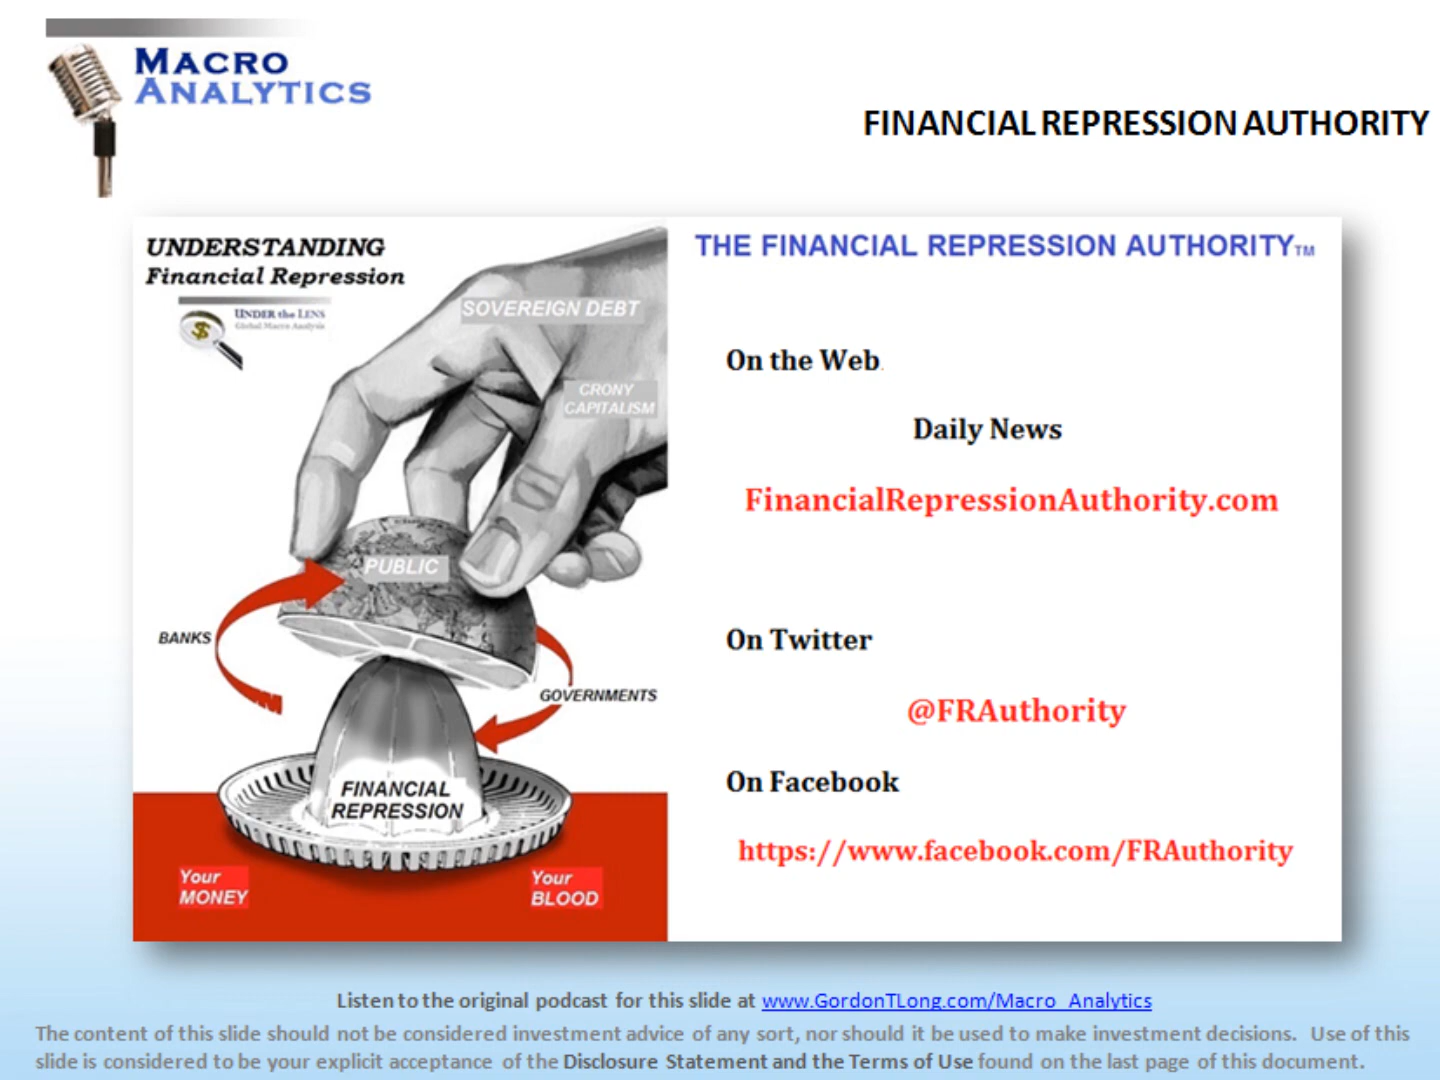 MACRO
ANALYTICS
FINANCIAL REPRESSION AUTHORITY
UNDERSTANDING
Financial Repression
UNDER the LENS
Global Macro Analysis
$
SOVEREIGN DEBT
CRONY
CAPITALISM
PUBLIC
BANKS
GOVERNMENTS
FINANCIAL
REPRESSION
Your
MONEY
Your
BLOOD
THE FINANCIAL REPRESSION AUTHORITY™
On the Web
Daily News
FinancialRepressionAuthority.com
On Twitter
@FRAuthority
On Facebook
https://www.facebook.com/FRAuthority
Listen to the original podcast for this slide at www.GordonTLong.com/Macro_Analytics
The content of this slide should not be considered investment advice of any sort, nor should it be used to make investment decisions. Use of this
slide is considered to be your explicit acceptance of the Disclosure Statement and the Terms of Use found on the last page of this document.